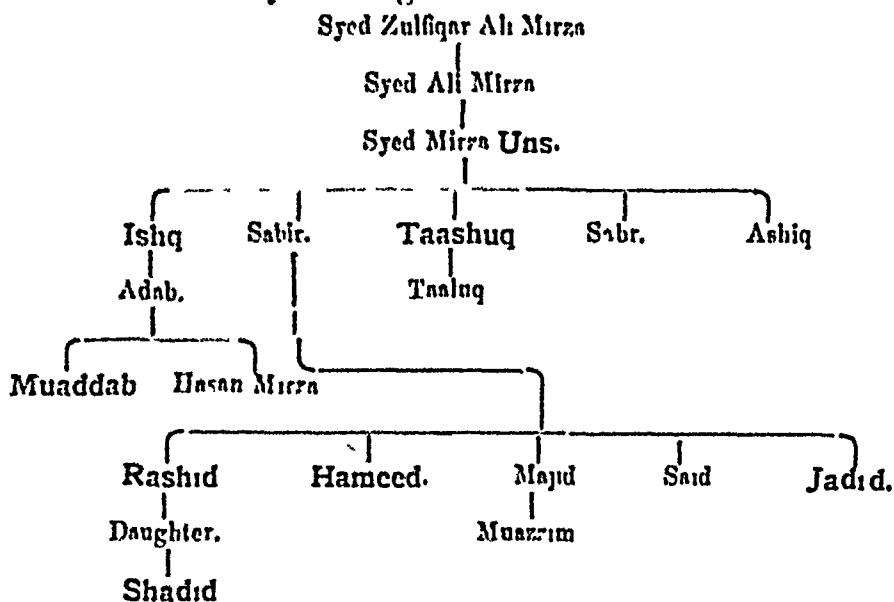 Syed Zulfiqar Ali Mirza
Syed Ali Mirza
Syed Mirza Uns.
Ishq Sabir. Taashuq Sabr. Ashiq
Adab. Taaluq
Muaddab Hasan Mirza
Rashid Hameed. Majid Said Jadid.
Daughter. Muazzim
Shadid